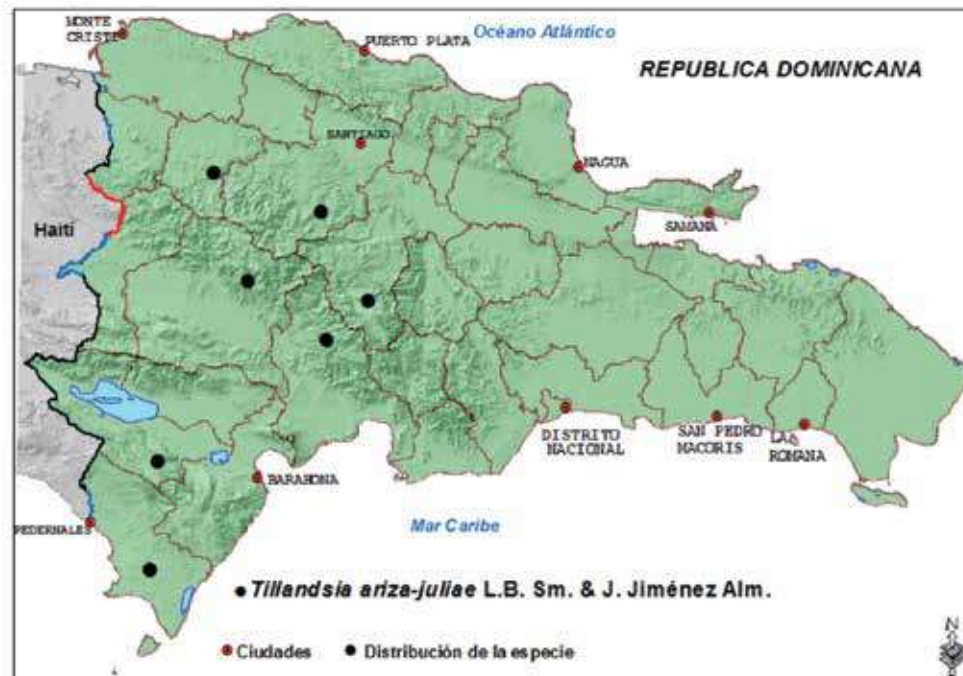 MONTE
CRISTI
PUERTO PLATA
Océano Atlántico
REPUBLICA DOMINICANA
SANTIAGO
NAGUA
SAMANA
Haití
DISTRITO
NACIONAL
SAN PEDRO
MACORIS
LA
ROMANA
BARAHONA
PEDERNALES
Mar Caribe
Tillandsia ariza-juliae L.B. Sm. & J. Jiménez Alm.
Ciudades
Distribución de la especie
N